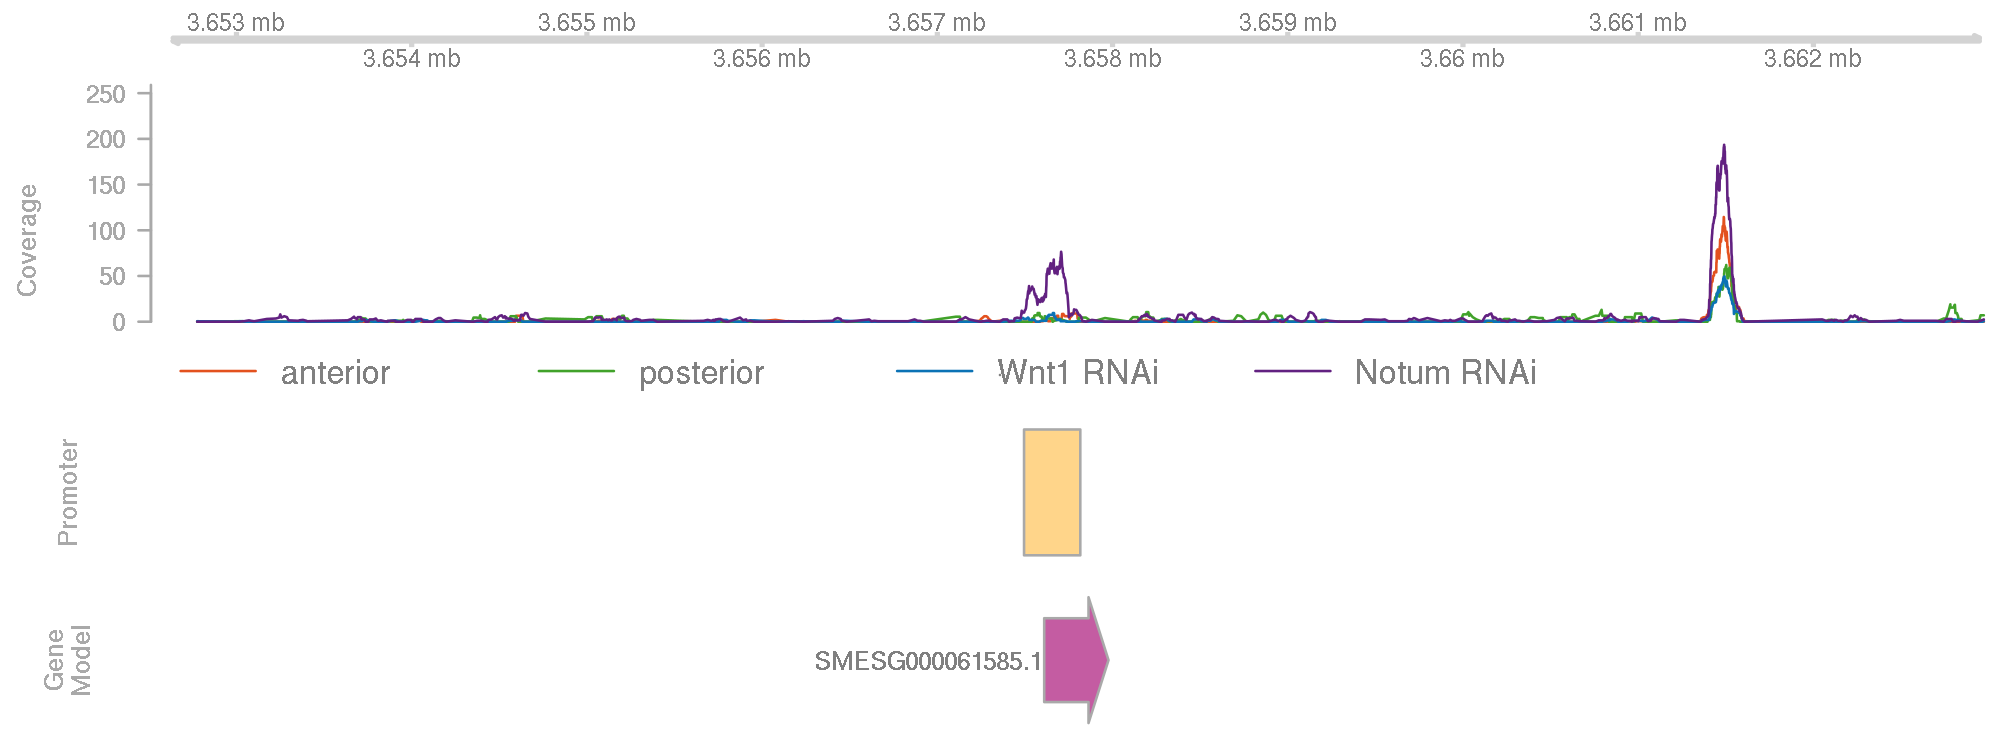 3.653 mb 3.655 mb 3.657 mb 3.659 mb 3.661 mb
3.654 mb 3.656 mb 3.658 mb 3.66 mb 3.662 mb
250
200
150
100
50
0
Coverage
anterior posterior Wnt1 RNAi Notum RNAi
Promoter
Gene
Model
SMESG000061585.1